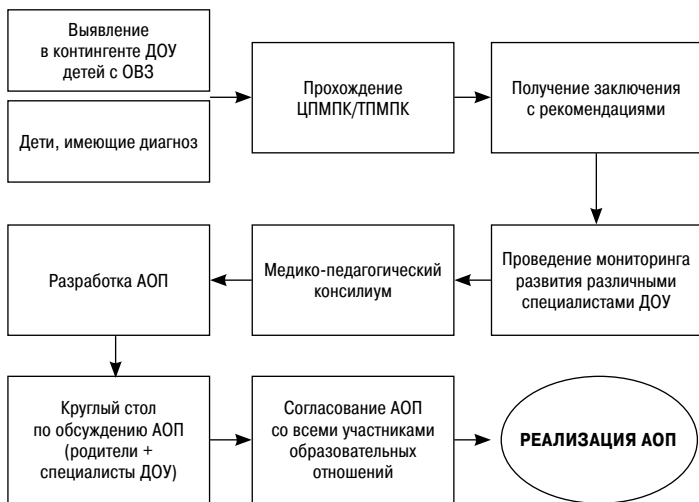 Выявление
в контингенте ДОУ
детей с ОВЗ
Дети, имеющие диагноз
Прохождение
ЦПМПК/ТПМПК
Получение заключения
с рекомендациями
Проведение мониторинга
развития различными
специалистами ДОУ
Медико-педагогический
консилиум
Разработка АОП
Круглый стол
по обсуждению АОП
(родители +
специалисты ДОУ)
Согласование АОП
со всеми участниками
образовательных
отношений
РЕАЛИЗАЦИЯ АОП